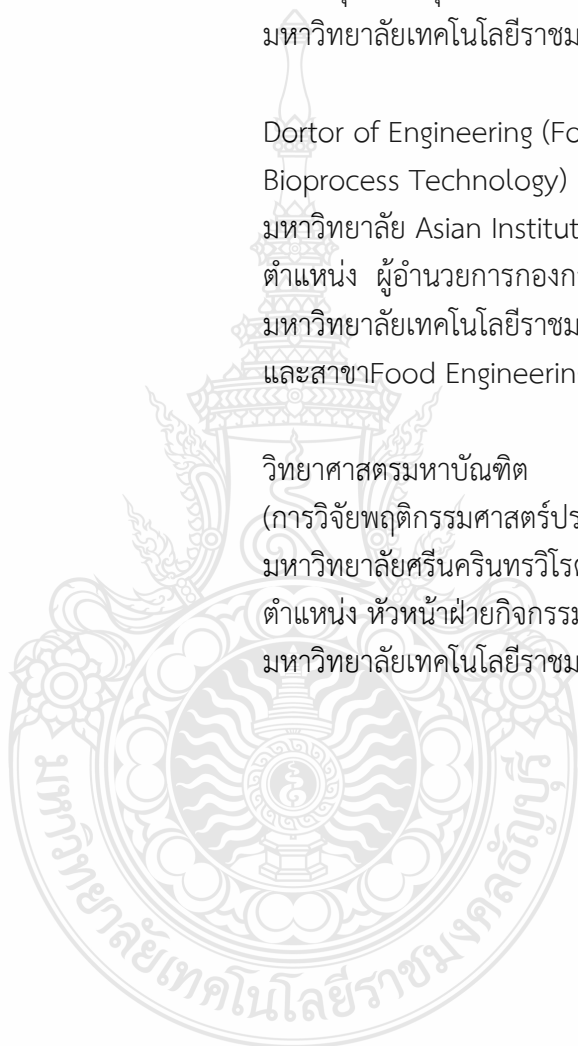 มหาวิทยาลัยเทคโนโลยีราชม
Dortor of Engineering (Fo
Bioprocess Technology)
มหาวิทยาลัย Asian Institut
ตำแหน่ง ผู้อำนวยการกองก
มหาวิทยาลัยเทคโนโลยีราชม
และสาขาFood Engineerin
วิทยาศาสตรมหาบัณฑิต
(การวิจัยพฤติกรรมศาสตร์ประ
มหาวิทยาลัยศรีนครินทรวิโรฒ
ตำแหน่ง หัวหน้าฝ่ายกิจกรรม
มหาวิทยาลัยเทคโนโลยีราชม
มหาวิทยาลัยเทคโนโลยีราชมงคลธัญบุรี